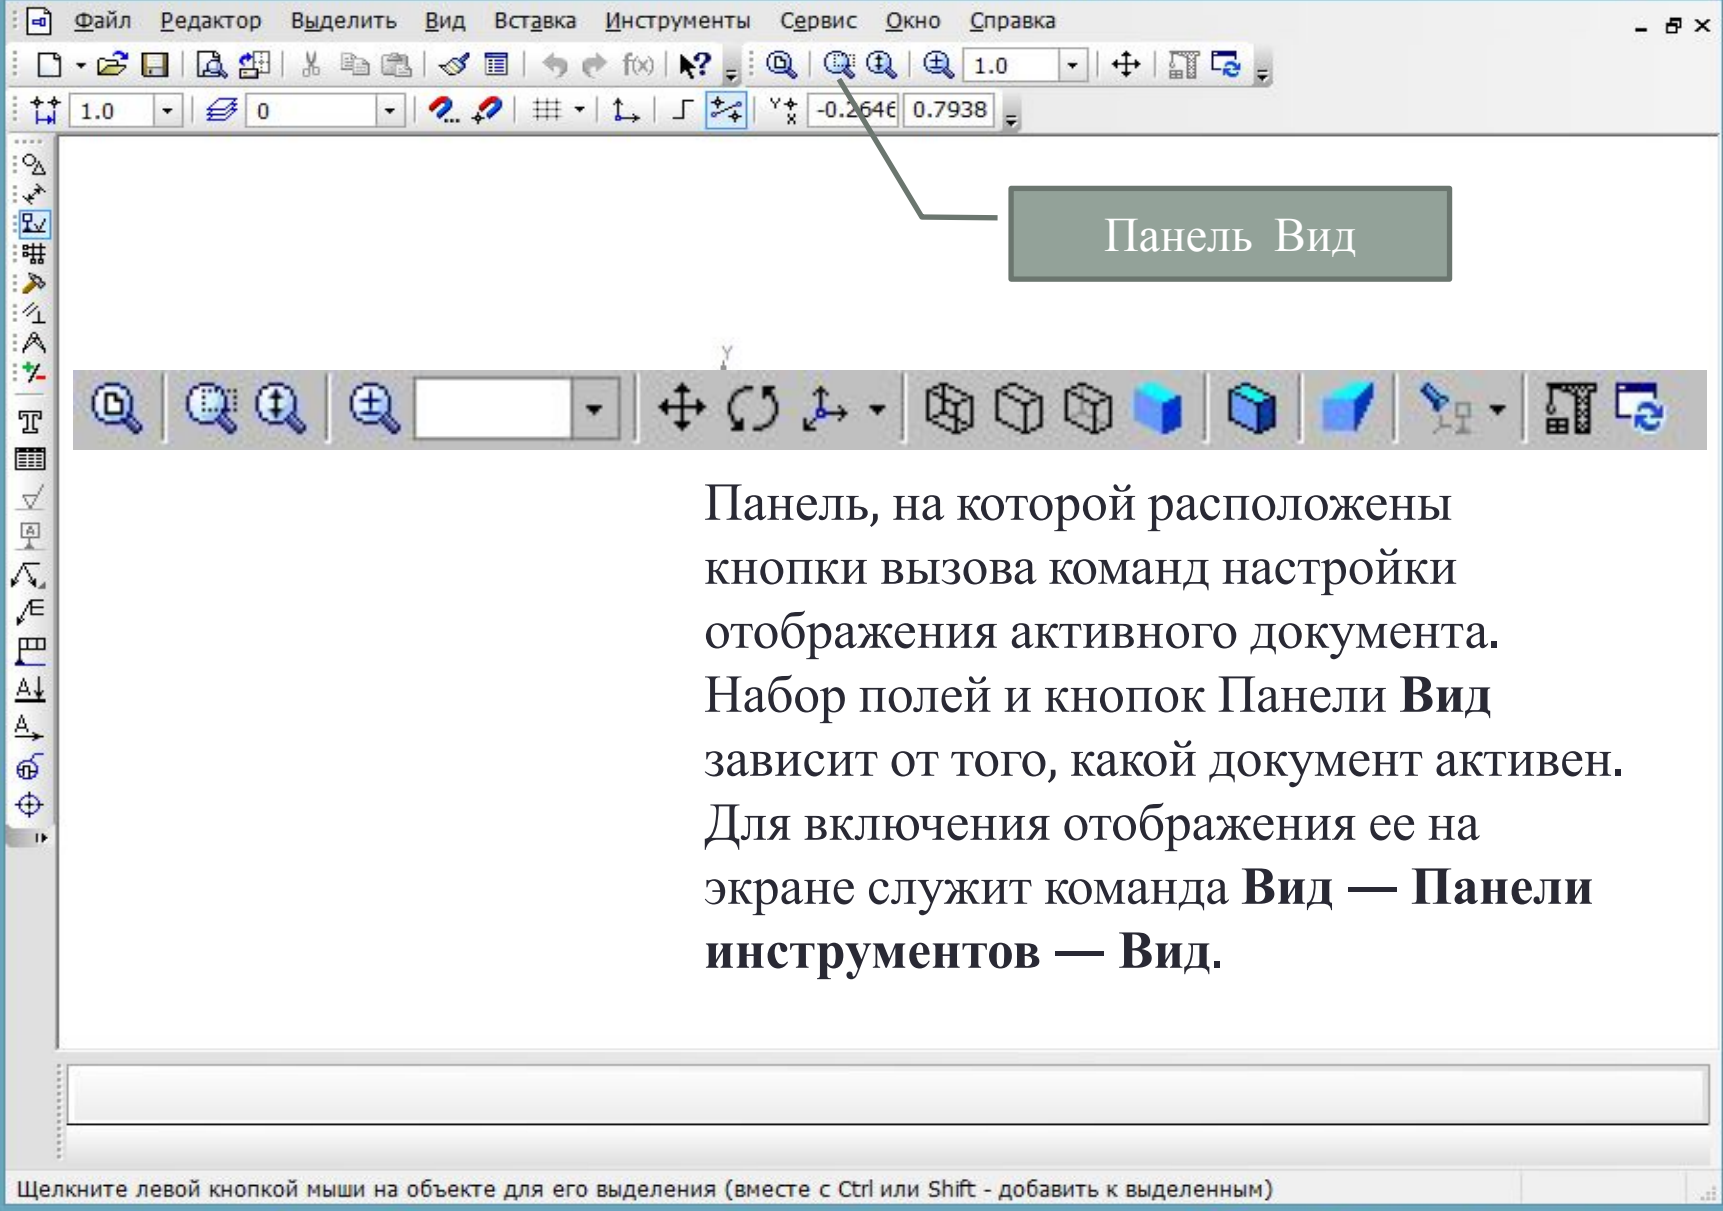 Файл Редактор Выделить Вид Вставка Инструменты Сервис Окно Справка
1.0
1.0 0 -0.2646 0.7938
Панель Вид
Y
Панель, на которой расположены
кнопки вызова команд настройки
отображения активного документа.
Набор полей и кнопок Панели Вид
зависит от того, какой документ активен.
Для включения отображения ее на
экране служит команда Вид — Панели
инструментов — Вид.
Щелкните левой кнопкой мыши на объекте для его выделения (вместе с Ctrl или Shift - добавить к выделенным)